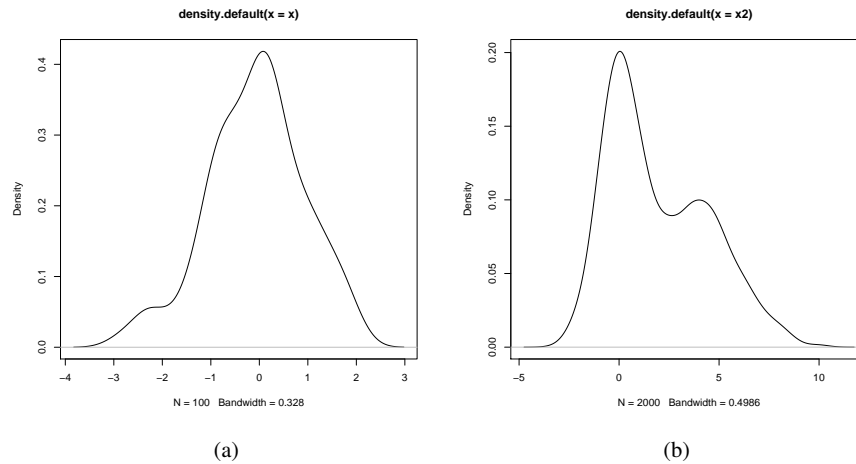 density.default(x = x)
Density
0.0
0.1
0.2
0.3
0.4
−4 −3 −2 −1 0 1 2 3
N = 100 Bandwidth = 0.328
(a)
density.default(x = x2)
Density
0.00
0.05
0.10
0.15
0.20
−5 0 5 10
N = 2000 Bandwidth = 0.4986
(b)